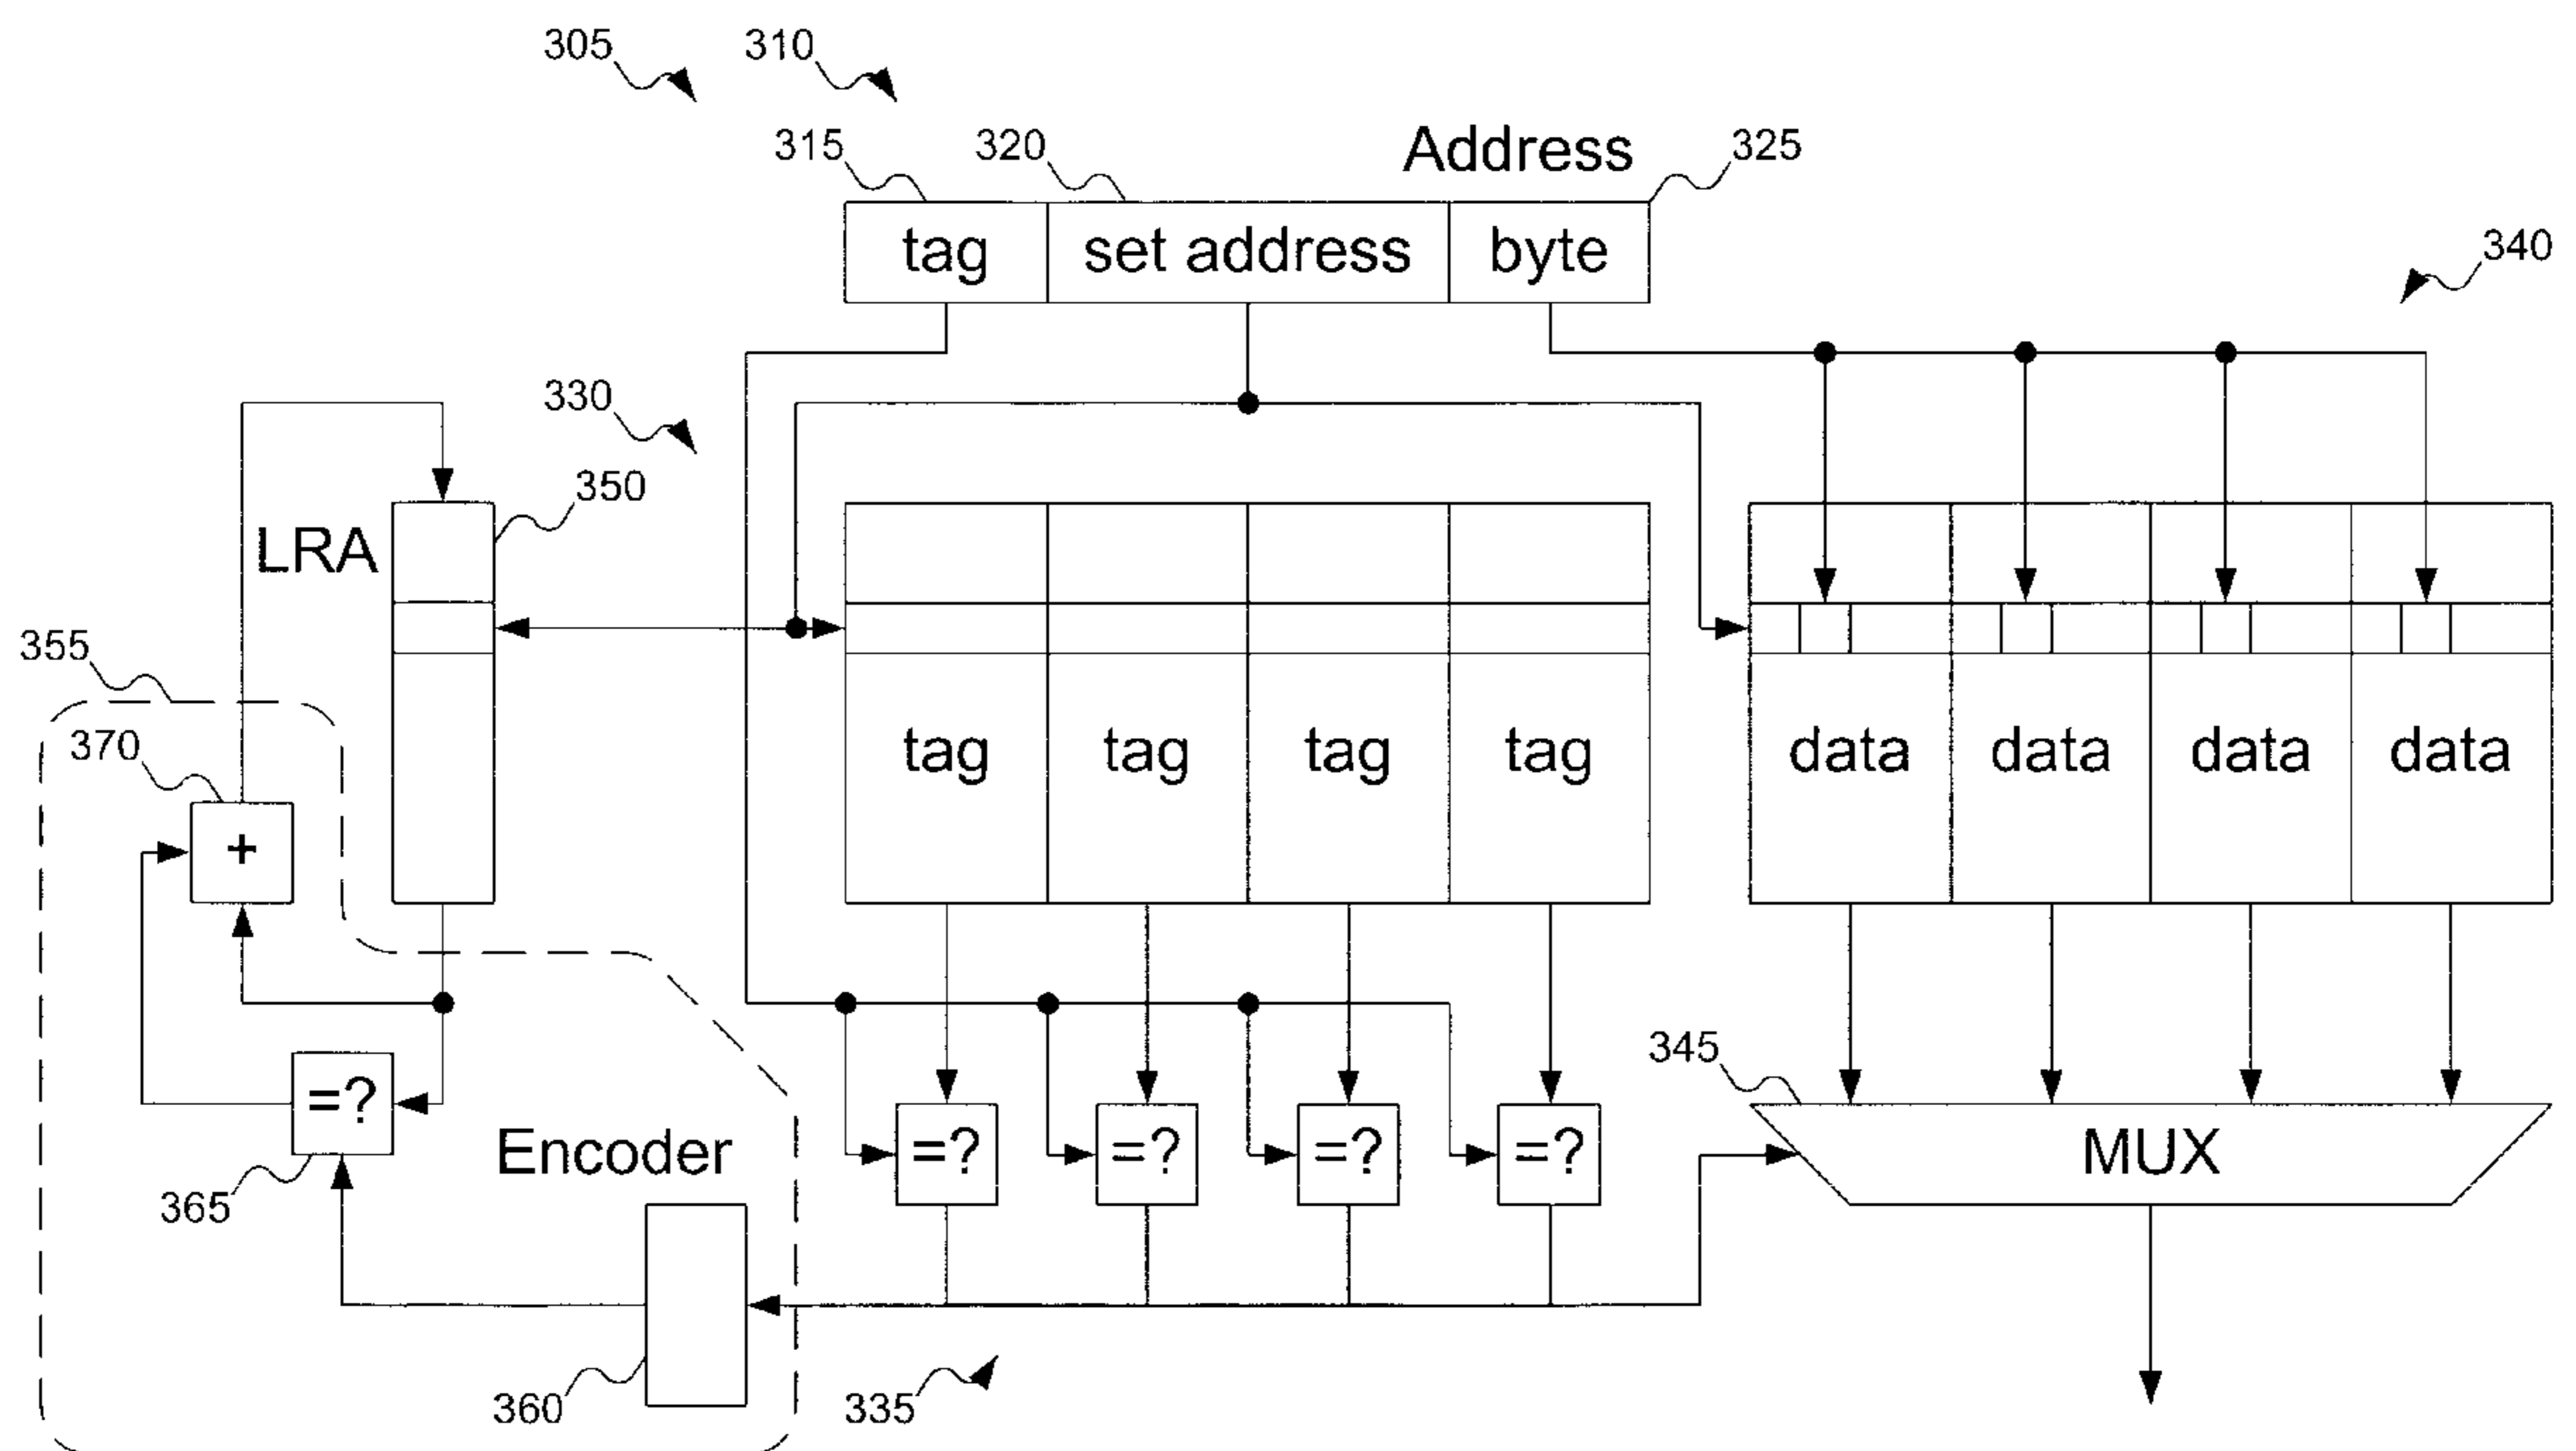 305 310
315 320 Address 325
tag set address byte
340
330
350
LRA
355
370
tag tag tag tag data data data data
+
345
=?
Encoder =? =? =? =? MUX
365
360 335